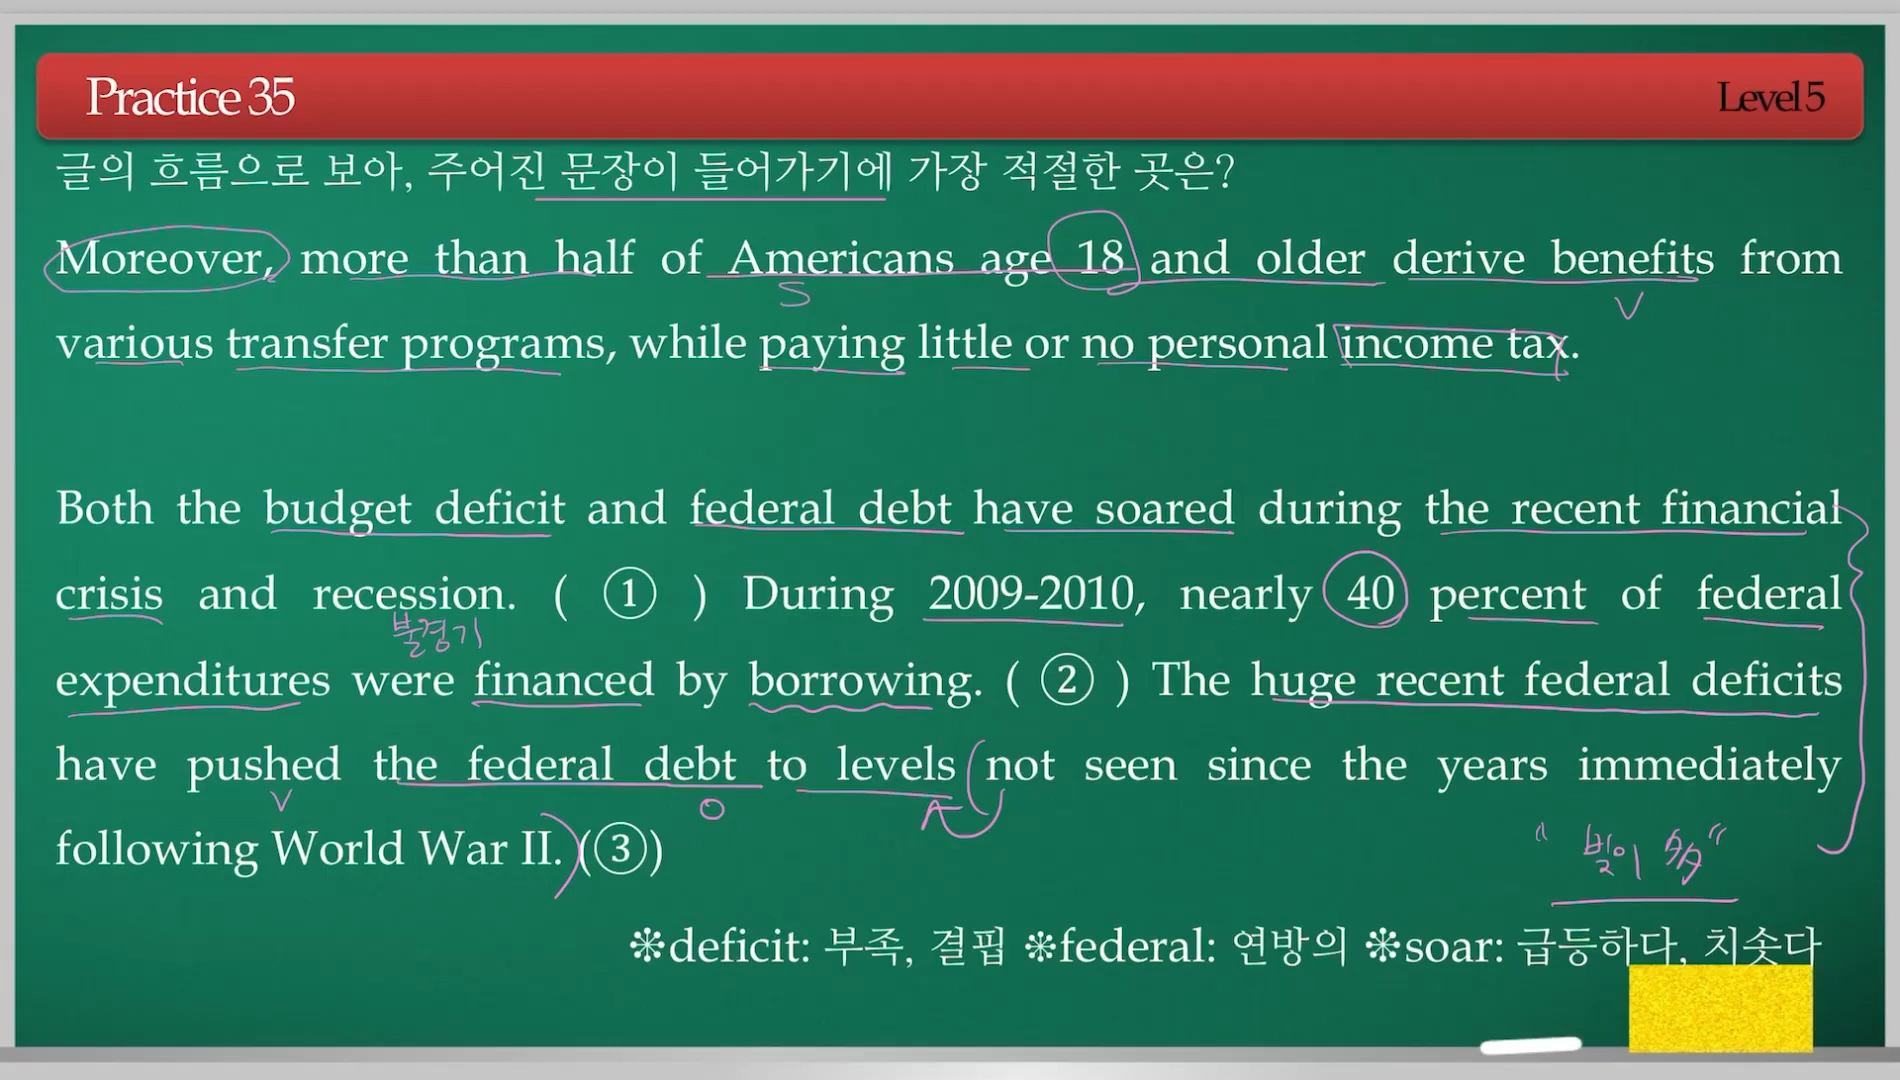 Practice 35
Level 5
글의 흐름으로 보아, 주어진 문장이 들어가기에 가장 적절한 곳은?
Moreover, more than half of Americans age 18 and older derive benefits from
S
V
various transfer programs, while paying little or no personal income tax.
Both the budget deficit and federal debt have soared during the recent financial
crisis and recession. ( ① ) During 2009-2010, nearly 40 percent of federal
불경기
expenditures were financed by borrowing. ( ② ) The huge recent federal deficits
have pushed the federal debt to levels not seen since the years immediately
V
O
following World War II. (③)
"빚이 多"
※deficit: 부족, 결핍 ※federal: 연방의 ※soar: 급등하다, 치솟다